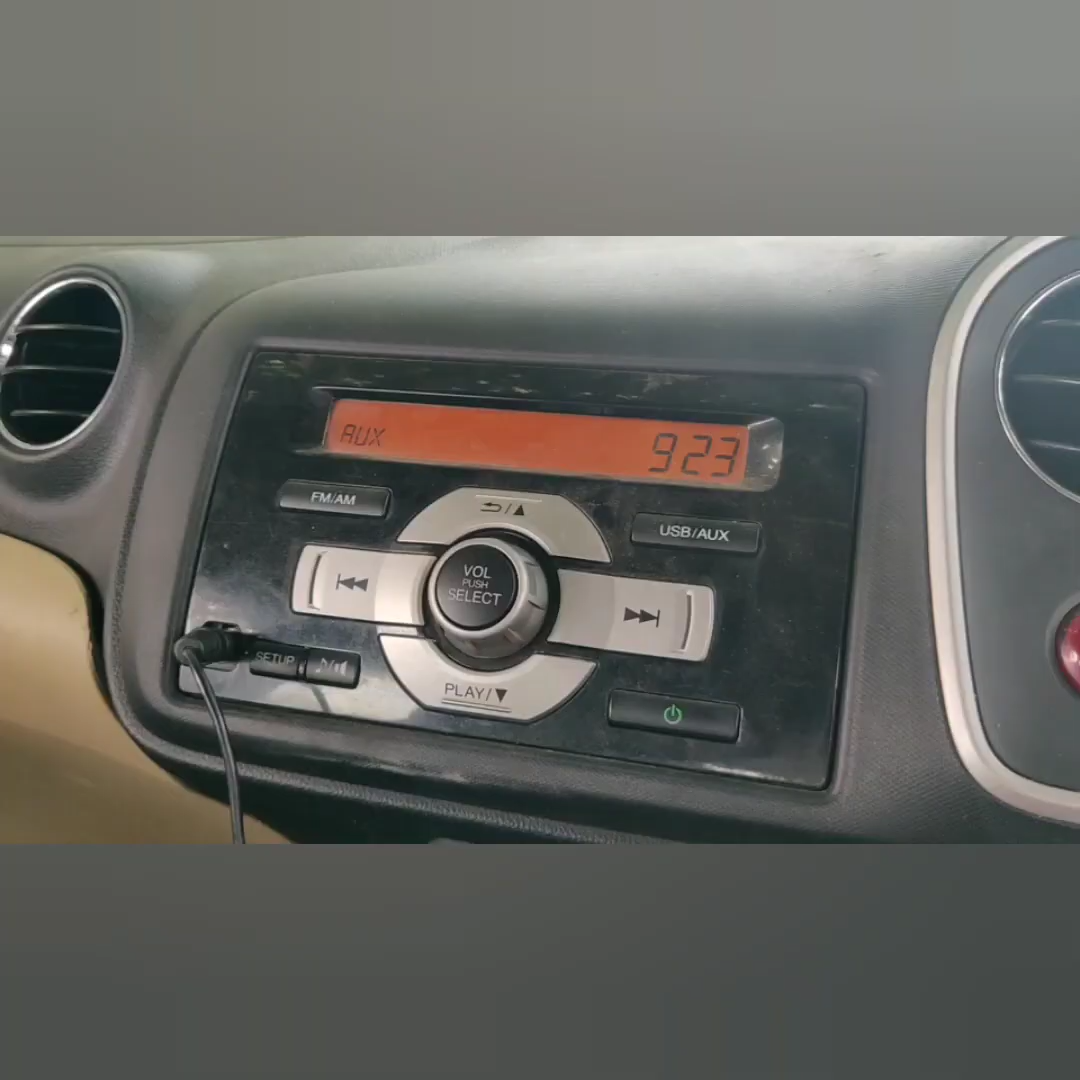 AUX 923
FM/AM
USB/AUX
VOL
PUSH
SELECT
SETUP
PLAY/▼